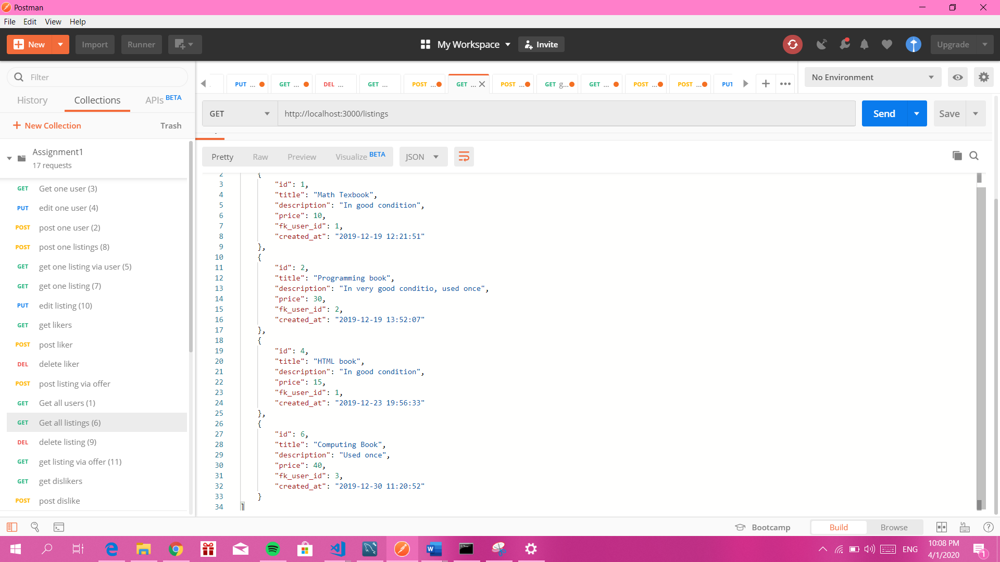 Postman
File Edit View Help
New Import Runner My Workspace Invite Upgrade
Filter
History Collections APIs BETA
New Collection Trash
Assignment1
17 requests
GET Get one user (3)
PUT edit one user (4)
POST post one user (2)
POST post one listings (8)
GET get one listing via user (5)
GET get one listing (7)
PUT edit listing (10)
GET get likers
POST post liker
DEL delete liker
POST post listing via offer
GET Get all users (1)
GET Get all listings (6)
DEL delete listing (9)
GET get listing via offer (11)
GET get dislikers
POST post dislike
PUT ... GET ... DEL ... GET ... POST ... GET ... POST ... GET g... GET ... POST ... POST ... PUT
No Environment
GET http://localhost:3000/listings Send Save
Pretty Raw Preview Visualize BETA JSON
2 {
3 "id": 1,
4 "title": "Math Texbook",
5 "description": "In good condition",
6 "price": 10,
7 "fk_user_id": 1,
8 "created_at": "2019-12-19 12:21:51"
9 },
10 {
11 "id": 2,
12 "title": "Programming book",
13 "description": "In very good conditio, used once",
14 "price": 30,
15 "fk_user_id": 2,
16 "created_at": "2019-12-19 13:52:07"
17 },
18 {
19 "id": 4,
20 "title": "HTML book",
21 "description": "In good condition",
22 "price": 15,
23 "fk_user_id": 1,
24 "created_at": "2019-12-23 19:56:33"
25 },
26 {
27 "id": 6,
28 "title": "Computing Book",
29 "description": "Used once",
30 "price": 40,
31 "fk_user_id": 3,
32 "created_at": "2019-12-30 11:20:52"
33 }
34 ]
Bootcamp Build Browse
ENG 10:08 PM
4/1/2020 1